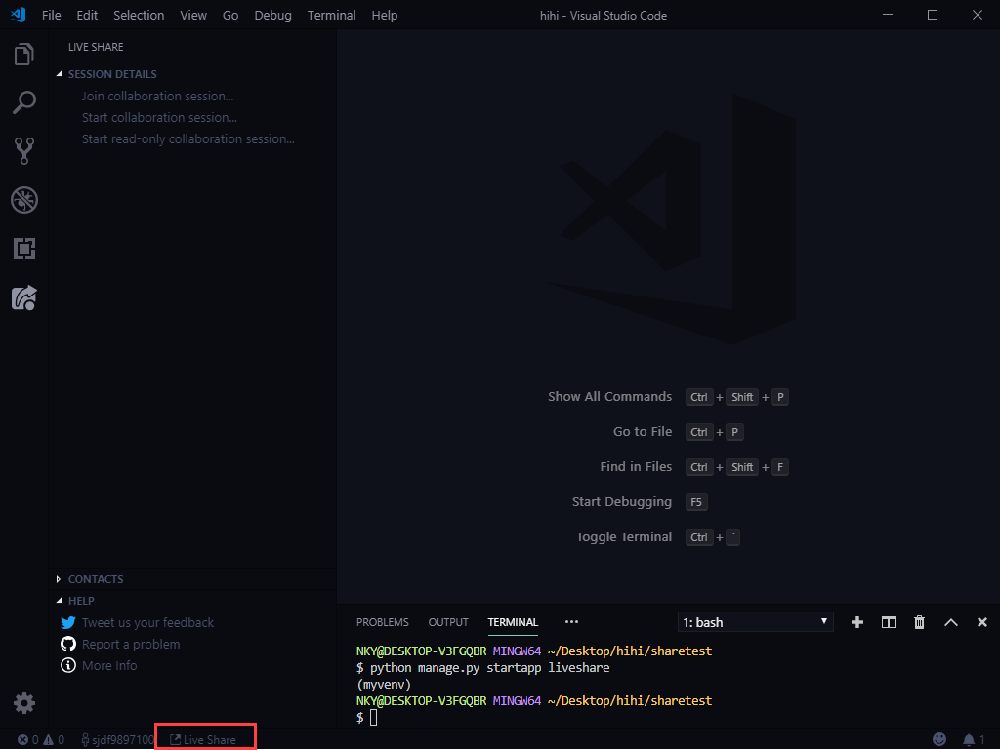 File Edit Selection View Go Debug Terminal Help
hihi - Visual Studio Code
LIVE SHARE
SESSION DETAILS
Join collaboration session...
Start collaboration session...
Start read-only collaboration session...
Show All Commands Ctrl + Shift + P
Go to File Ctrl + P
Find in Files Ctrl + Shift + F
Start Debugging F5
Toggle Terminal Ctrl + `
CONTACTS
HELP
Tweet us your feedback
Report a problem
More Info
PROBLEMS OUTPUT TERMINAL ••• 1: bash
NKY@DESKTOP-V3FGQBR MINGW64 ~/Desktop/hihi/sharetest
$ python manage.py startapp liveshare
(myvenv)
NKY@DESKTOP-V3FGQBR MINGW64 ~/Desktop/hihi/sharetest
$
0 0 sjdf9897100 Live Share 1